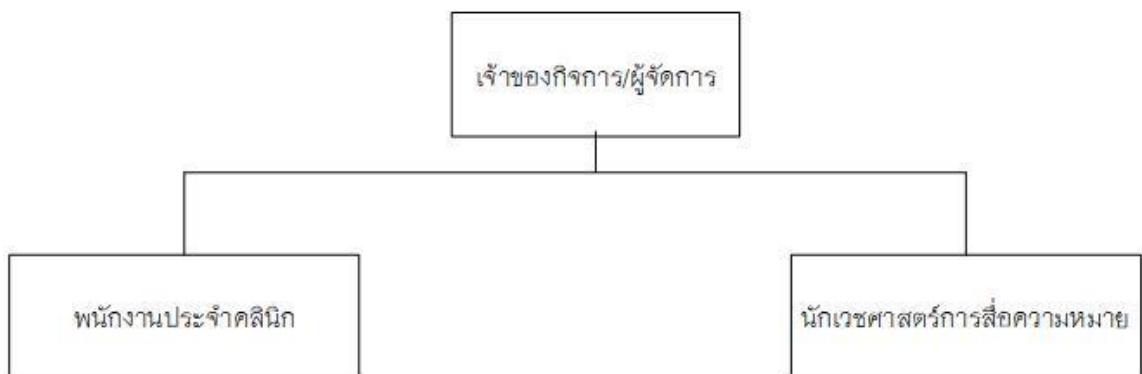 เจ้าของกิจการ/ผู้จัดการ
พนักงานประจำคลินิก
นักเวชศาสตร์การสื่อความหมาย